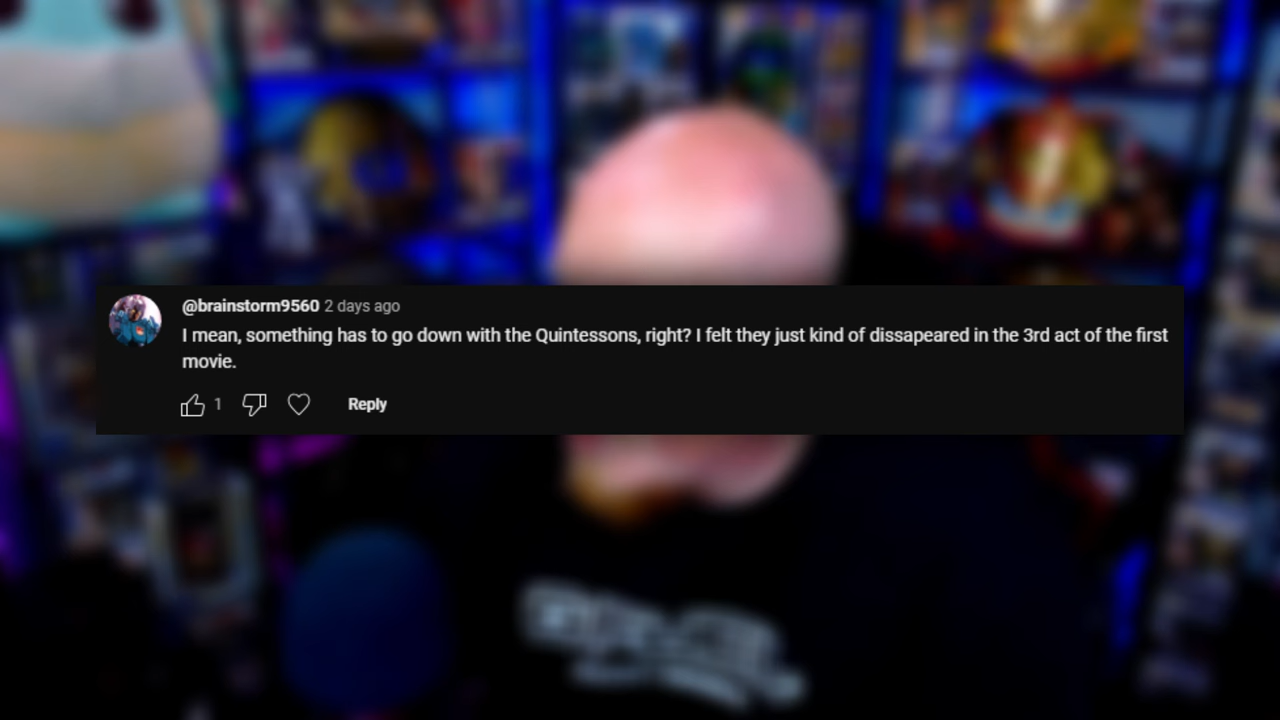 @brainstorm9560 2 days ago
I mean, something has to go down with the Quintessons, right? I felt they just kind of dissapeared in the 3rd act of the first
movie.
1 Reply